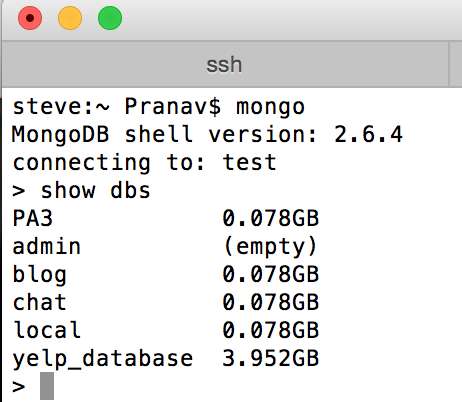 ssh
steve:~ Pranav$ mongo
MongoDB shell version: 2.6.4
connecting to: test
> show dbs
PA3            0.078GB
admin          (empty)
blog           0.078GB
chat           0.078GB
local          0.078GB
yelp_database  3.952GB
>